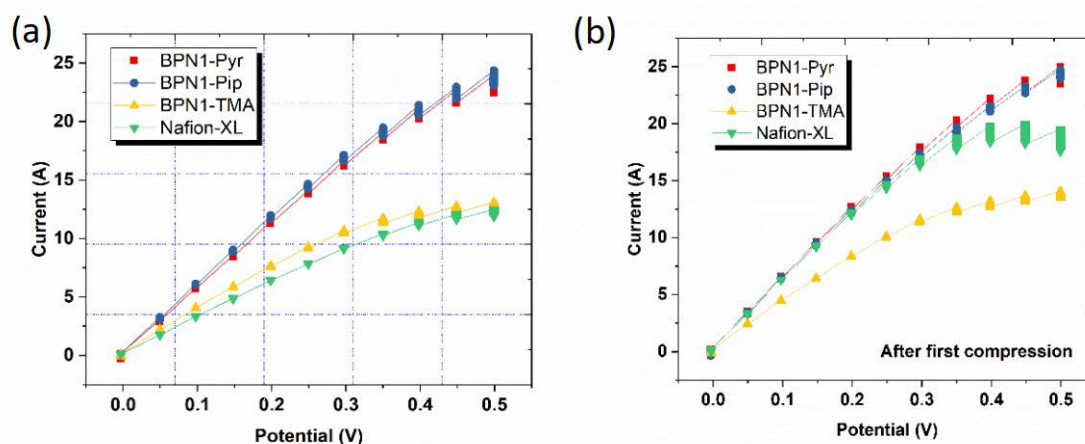 (a)
BPN1-Pyr
BPN1-Pip
BPN1-TMA
Nafion-XL
25
20
15
10
5
0
Current (A)
0.0 0.1 0.2 0.3 0.4 0.5
Potential (V)
(b)
BPN1-Pyr
BPN1-Pip
BPN1-TMA
Nafion-XL
25
20
15
10
5
0
Current (A)
After first compression
0.0 0.1 0.2 0.3 0.4 0.5
Potential (V)